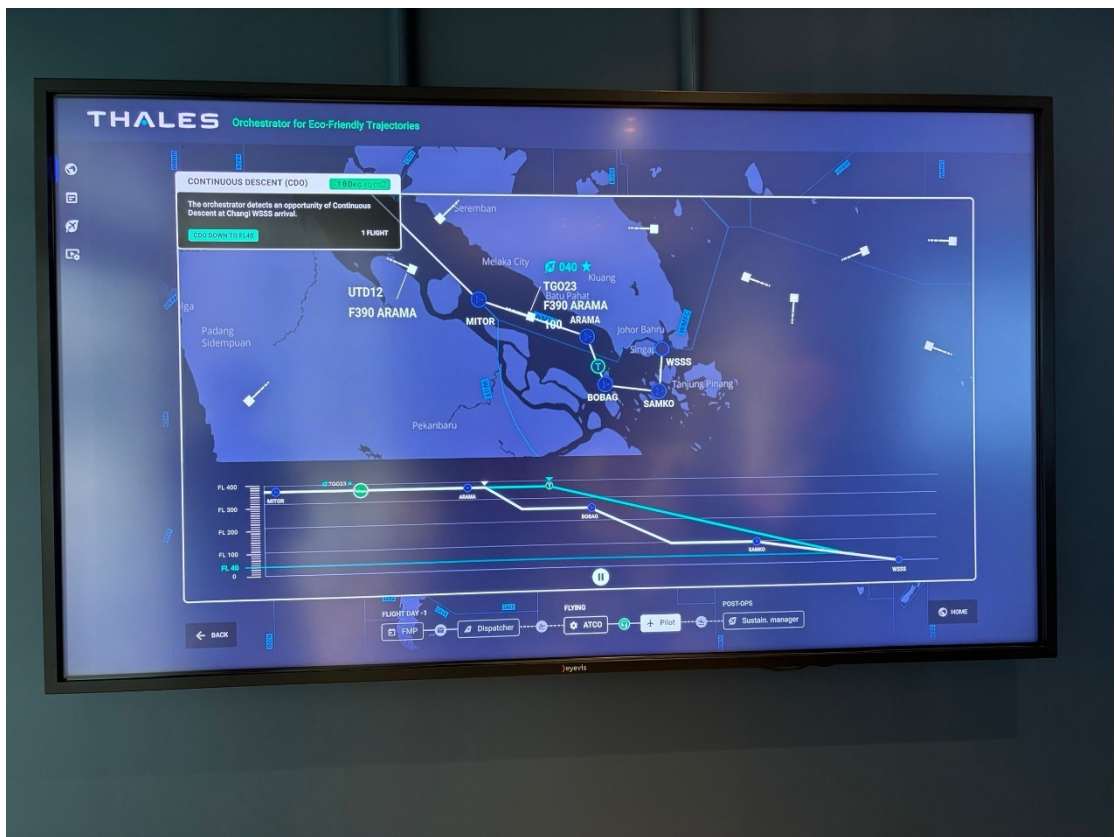 THALES Orchestrator for Eco-Friendly Trajectories
CONTINUOUS DESCENT (CDO)
The orchestrator detects an opportunity of Continuous
Descent at Changi WSSS arrival.
CDO DOWN TO FL40 1 FLIGHT
Seremban
Melaka City
040
Kluang
UTD12
F390 ARAMA
TGO23
Batu Pahat
F390 ARAMA
100
MITOR
ARAMA
Johor Bahru
Padang
Sidempuan
WSSS
BOBAG
SAMKO
Tanjung Pinang
Pekanbaru
T
FL 400
TGO23
MITOR
ARAMA
T
FL 300
BOBAG
FL 200
FL 100
SAMKO
FL 40
WSSS
0
FLIGHT DAY -1
FLYING
POST-OPS
BACK
FMP
Dispatcher
ATCO
Pilot
Sustain. manager
HOME
eyevis